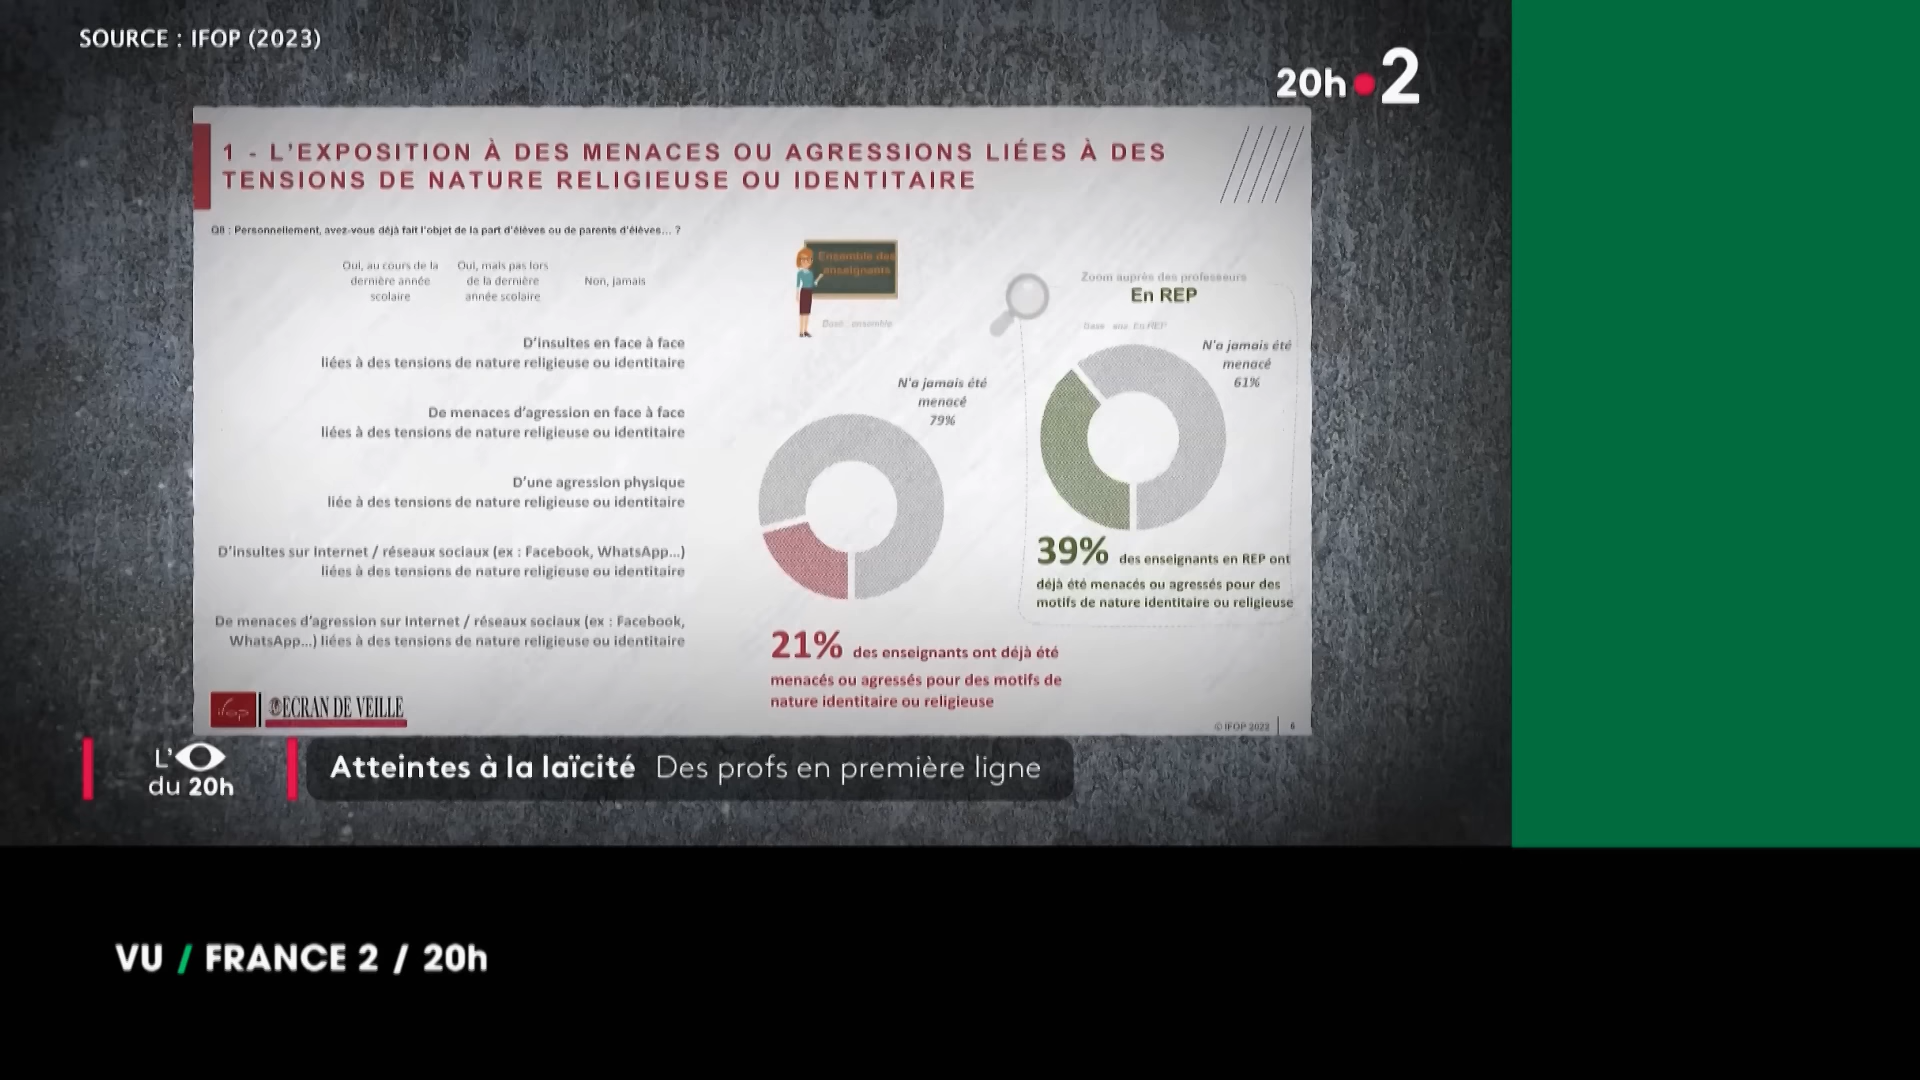 SOURCE : IFOP (2023)
20h 2
1 - L'EXPOSITION À DES MENACES OU AGRESSIONS LIÉES À DES
TENSIONS DE NATURE RELIGIEUSE OU IDENTITAIRE
Q8 : Personnellement, avez-vous déjà fait l'objet de la part d'élèves ou de parents d'élèves... ?
Oui, au cours de la
dernière année
scolaire
Oui, mais pas lors
de la dernière
année scolaire
Non, jamais
D'insultes en face à face
liées à des tensions de nature religieuse ou identitaire
De menaces d'agression en face à face
liées à des tensions de nature religieuse ou identitaire
D'une agression physique
liée à des tensions de nature religieuse ou identitaire
D'insultes sur Internet / réseaux sociaux (ex : Facebook, WhatsApp...)
liées à des tensions de nature religieuse ou identitaire
De menaces d'agression sur Internet / réseaux sociaux (ex : Facebook,
WhatsApp...) liées à des tensions de nature religieuse ou identitaire
Ensemble des
enseignants
Base : ensemble
N'a jamais été
menacé
79%
21% des enseignants ont déjà été
menacés ou agressés pour des motifs de
nature identitaire ou religieuse
Zoom auprès des professeurs
En REP
Base : En REP
N'a jamais été
menacé
61%
39% des enseignants en REP ont
déjà été menacés ou agressés pour des
motifs de nature identitaire ou religieuse
ifop
ECRAN DE VEILLE
© IFOP 2022 6
L'
du 20h
Atteintes à la laïcité Des profs en première ligne
VU / FRANCE 2 / 20h